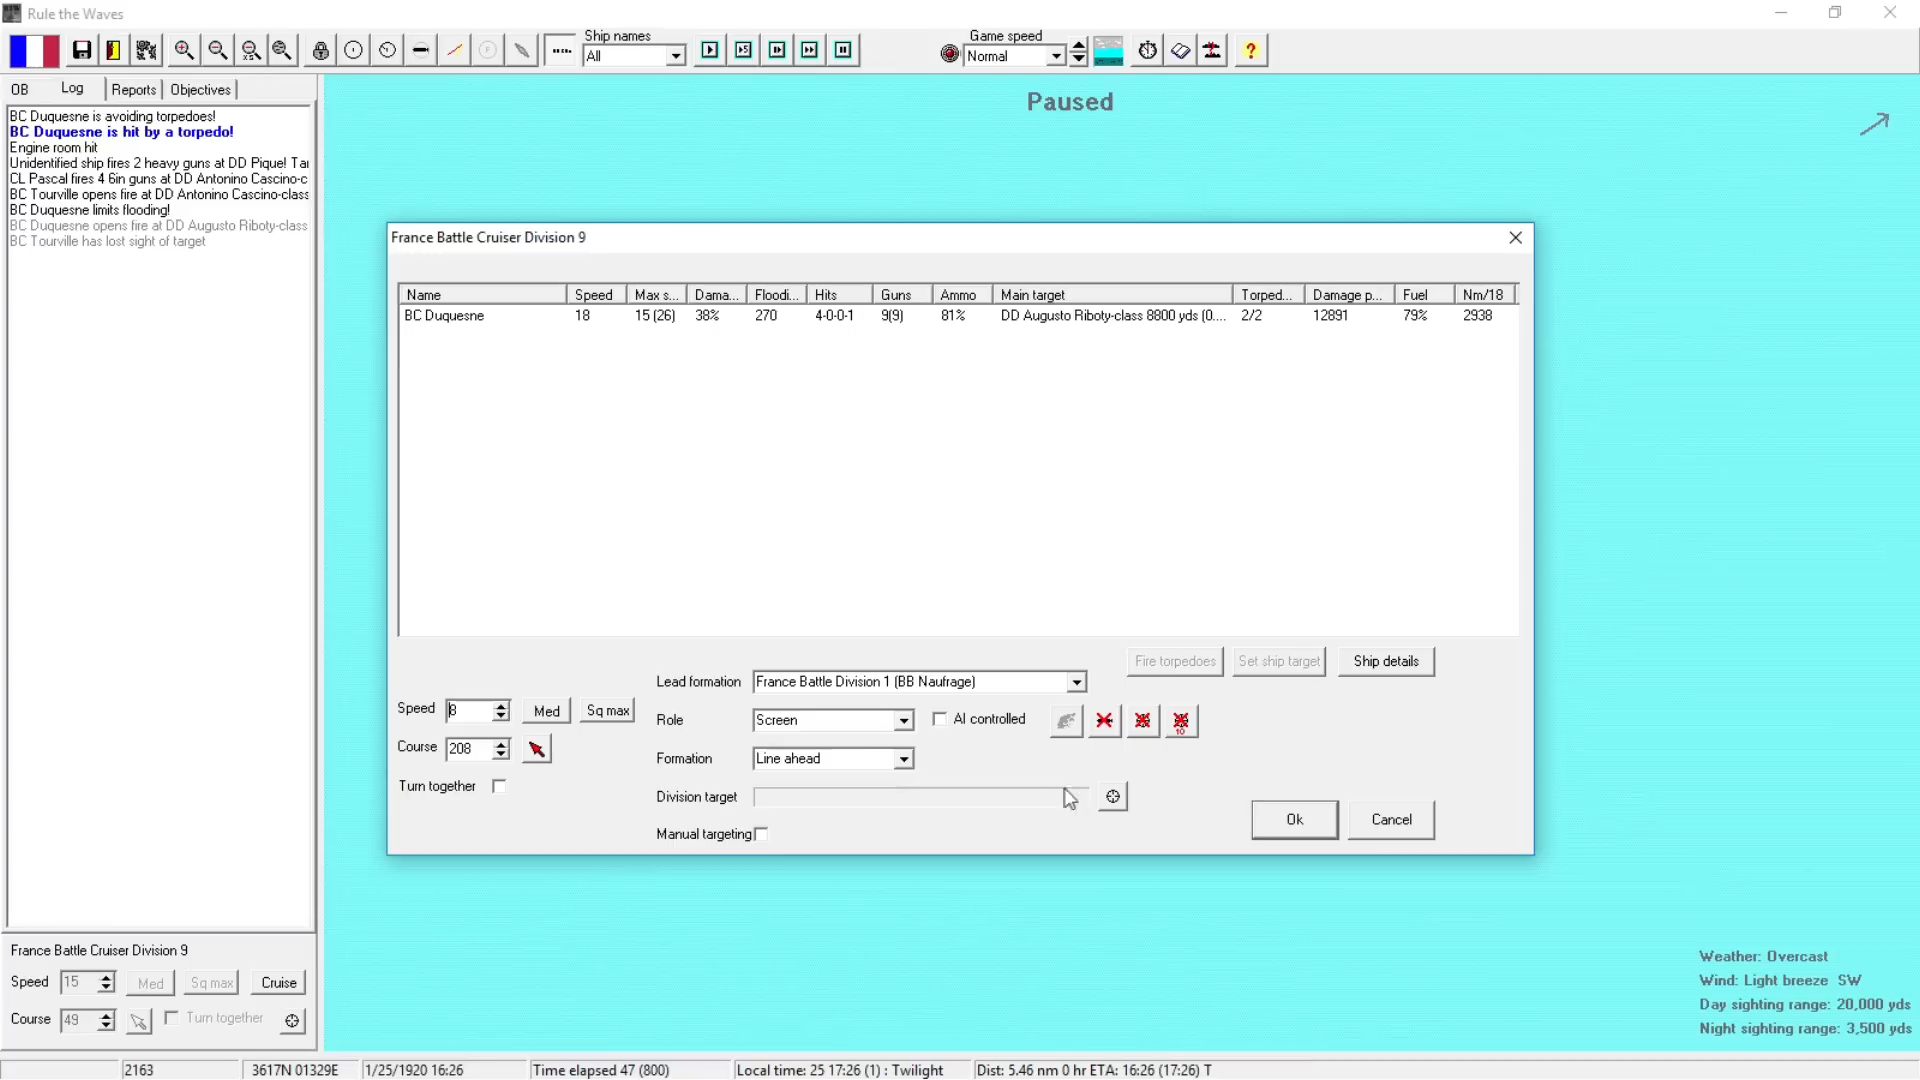 Rule the Waves
Ship names
All
Game speed
Normal
?
OB Log Reports Objectives
BC Duquesne is avoiding torpedoes!
BC Duquesne is hit by a torpedo!
Engine room hit
Unidentified ship fires 2 heavy guns at DD Pique! Ta
CL Pascal fires 4 6in guns at DD Antonino Cascino-c
BC Tourville opens fire at DD Antonino Cascino-class
BC Duquesne limits flooding!
BC Duquesne opens fire at DD Augusto Riboty-class
BC Tourville has lost sight of target
Paused
France Battle Cruiser Division 9
Name Speed Max s... Dama... Floodi... Hits Guns Ammo Main target Torped... Damage p... Fuel Nm/18
BC Duquesne 18 15 (26) 38% 270 4-0-0-1 9(9) 81% DD Augusto Riboty-class 8800 yds (0.... 2/2 12891 79% 2938
Fire torpedoes Set ship target Ship details
Lead formation France Battle Division 1 (BB Naufrage)
Speed 8 Med Sq max
Role Screen AI controlled
10
Course 208
Formation Line ahead
Turn together
Division target
Manual targeting
Ok Cancel
France Battle Cruiser Division 9
Speed 15 Med Sq max Cruise
Course 49 Turn together
Weather: Overcast
Wind: Light breeze SW
Day sighting range: 20,000 yds
Night sighting range: 3,500 yds
2163 3617N 01329E 1/25/1920 16:26 Time elapsed 47 (800) Local time: 25 17:26 (1) : Twilight Dist: 5.46 nm 0 hr ETA: 16:26 (17:26) T